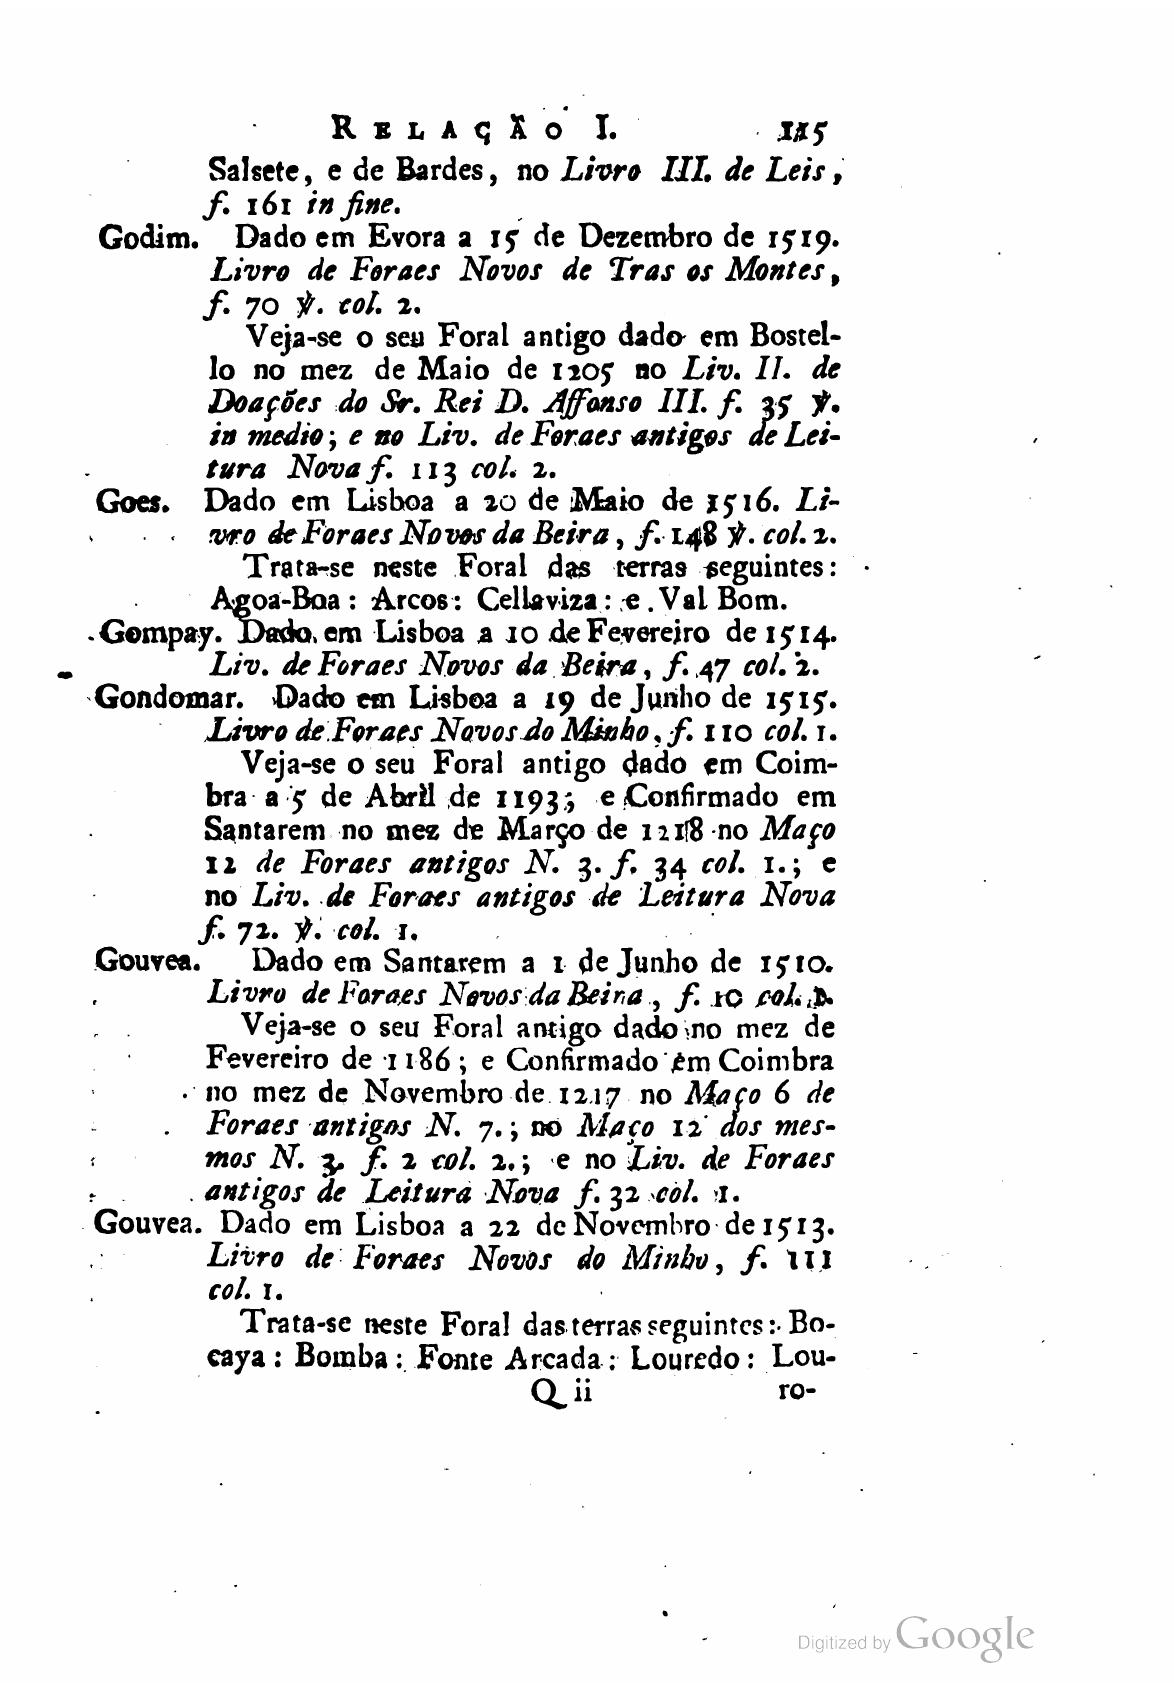 RELAÇÃO I. 115
Salsete, e de Bardes, no Livro III. de Leis,
f. 161 in fine.
Godim. Dado em Evora a 15 de Dezembro de 1519.
Livro de Foraes Novos de Tras os Montes,
f. 70 ℣. col. 2.
Veja-se o seu Foral antigo dado em Bostel-
lo no mez de Maio de 1205 no Liv. II. de
Doações do Sr. Rei D. Affonso III. f. 35 ℣.
in medio; e no Liv. de Foraes antigos de Lei-
tura Nova f. 113 col. 2.
Goes. Dado em Lisboa a 20 de Maio de 1516. Li-
vro de Foraes Novos da Beira, f. 148 ℣. col. 2.
Trata-se neste Foral das terras seguintes:
Agoa-Boa: Arcos: Cellaviza: e Val Bom.
Gompay. Dado em Lisboa a 10 de Fevereiro de 1514.
Liv. de Foraes Novos da Beira, f. 47 col. 2.
Gondomar. Dado em Lisboa a 19 de Junho de 1515.
Livro de Foraes Novos do Minho, f. 110 col. 1.
Veja-se o seu Foral antigo dado em Coim-
bra a 5 de Abril de 1193; e Confirmado em
Santarem no mez de Março de 1218 no Maço
12 de Foraes antigos N. 3. f. 34 col. 1.; e
no Liv. de Foraes antigos de Leitura Nova
f. 72. ℣. col. 1.
Gouvea. Dado em Santarem a 1 de Junho de 1510.
Livro de Foraes Novos da Beira, f. 10 col. 1.
Veja-se o seu Foral antigo dado no mez de
Fevereiro de 1186; e Confirmado em Coimbra
no mez de Novembro de 1217 no Maço 6 de
Foraes antigos N. 7.; no Maço 12 dos mes-
mos N. 3. f. 2 col. 2.; e no Liv. de Foraes
antigos de Leitura Nova f. 32 col. 1.
Gouvea. Dado em Lisboa a 22 de Novembro de 1513.
Livro de Foraes Novos do Minho, f. 111
col. 1.
Trata-se neste Foral das terras seguintes: Bo-
caya: Bomba: Fonte Arcada: Louredo: Lou-
Q ii ro-
Digitized by Google